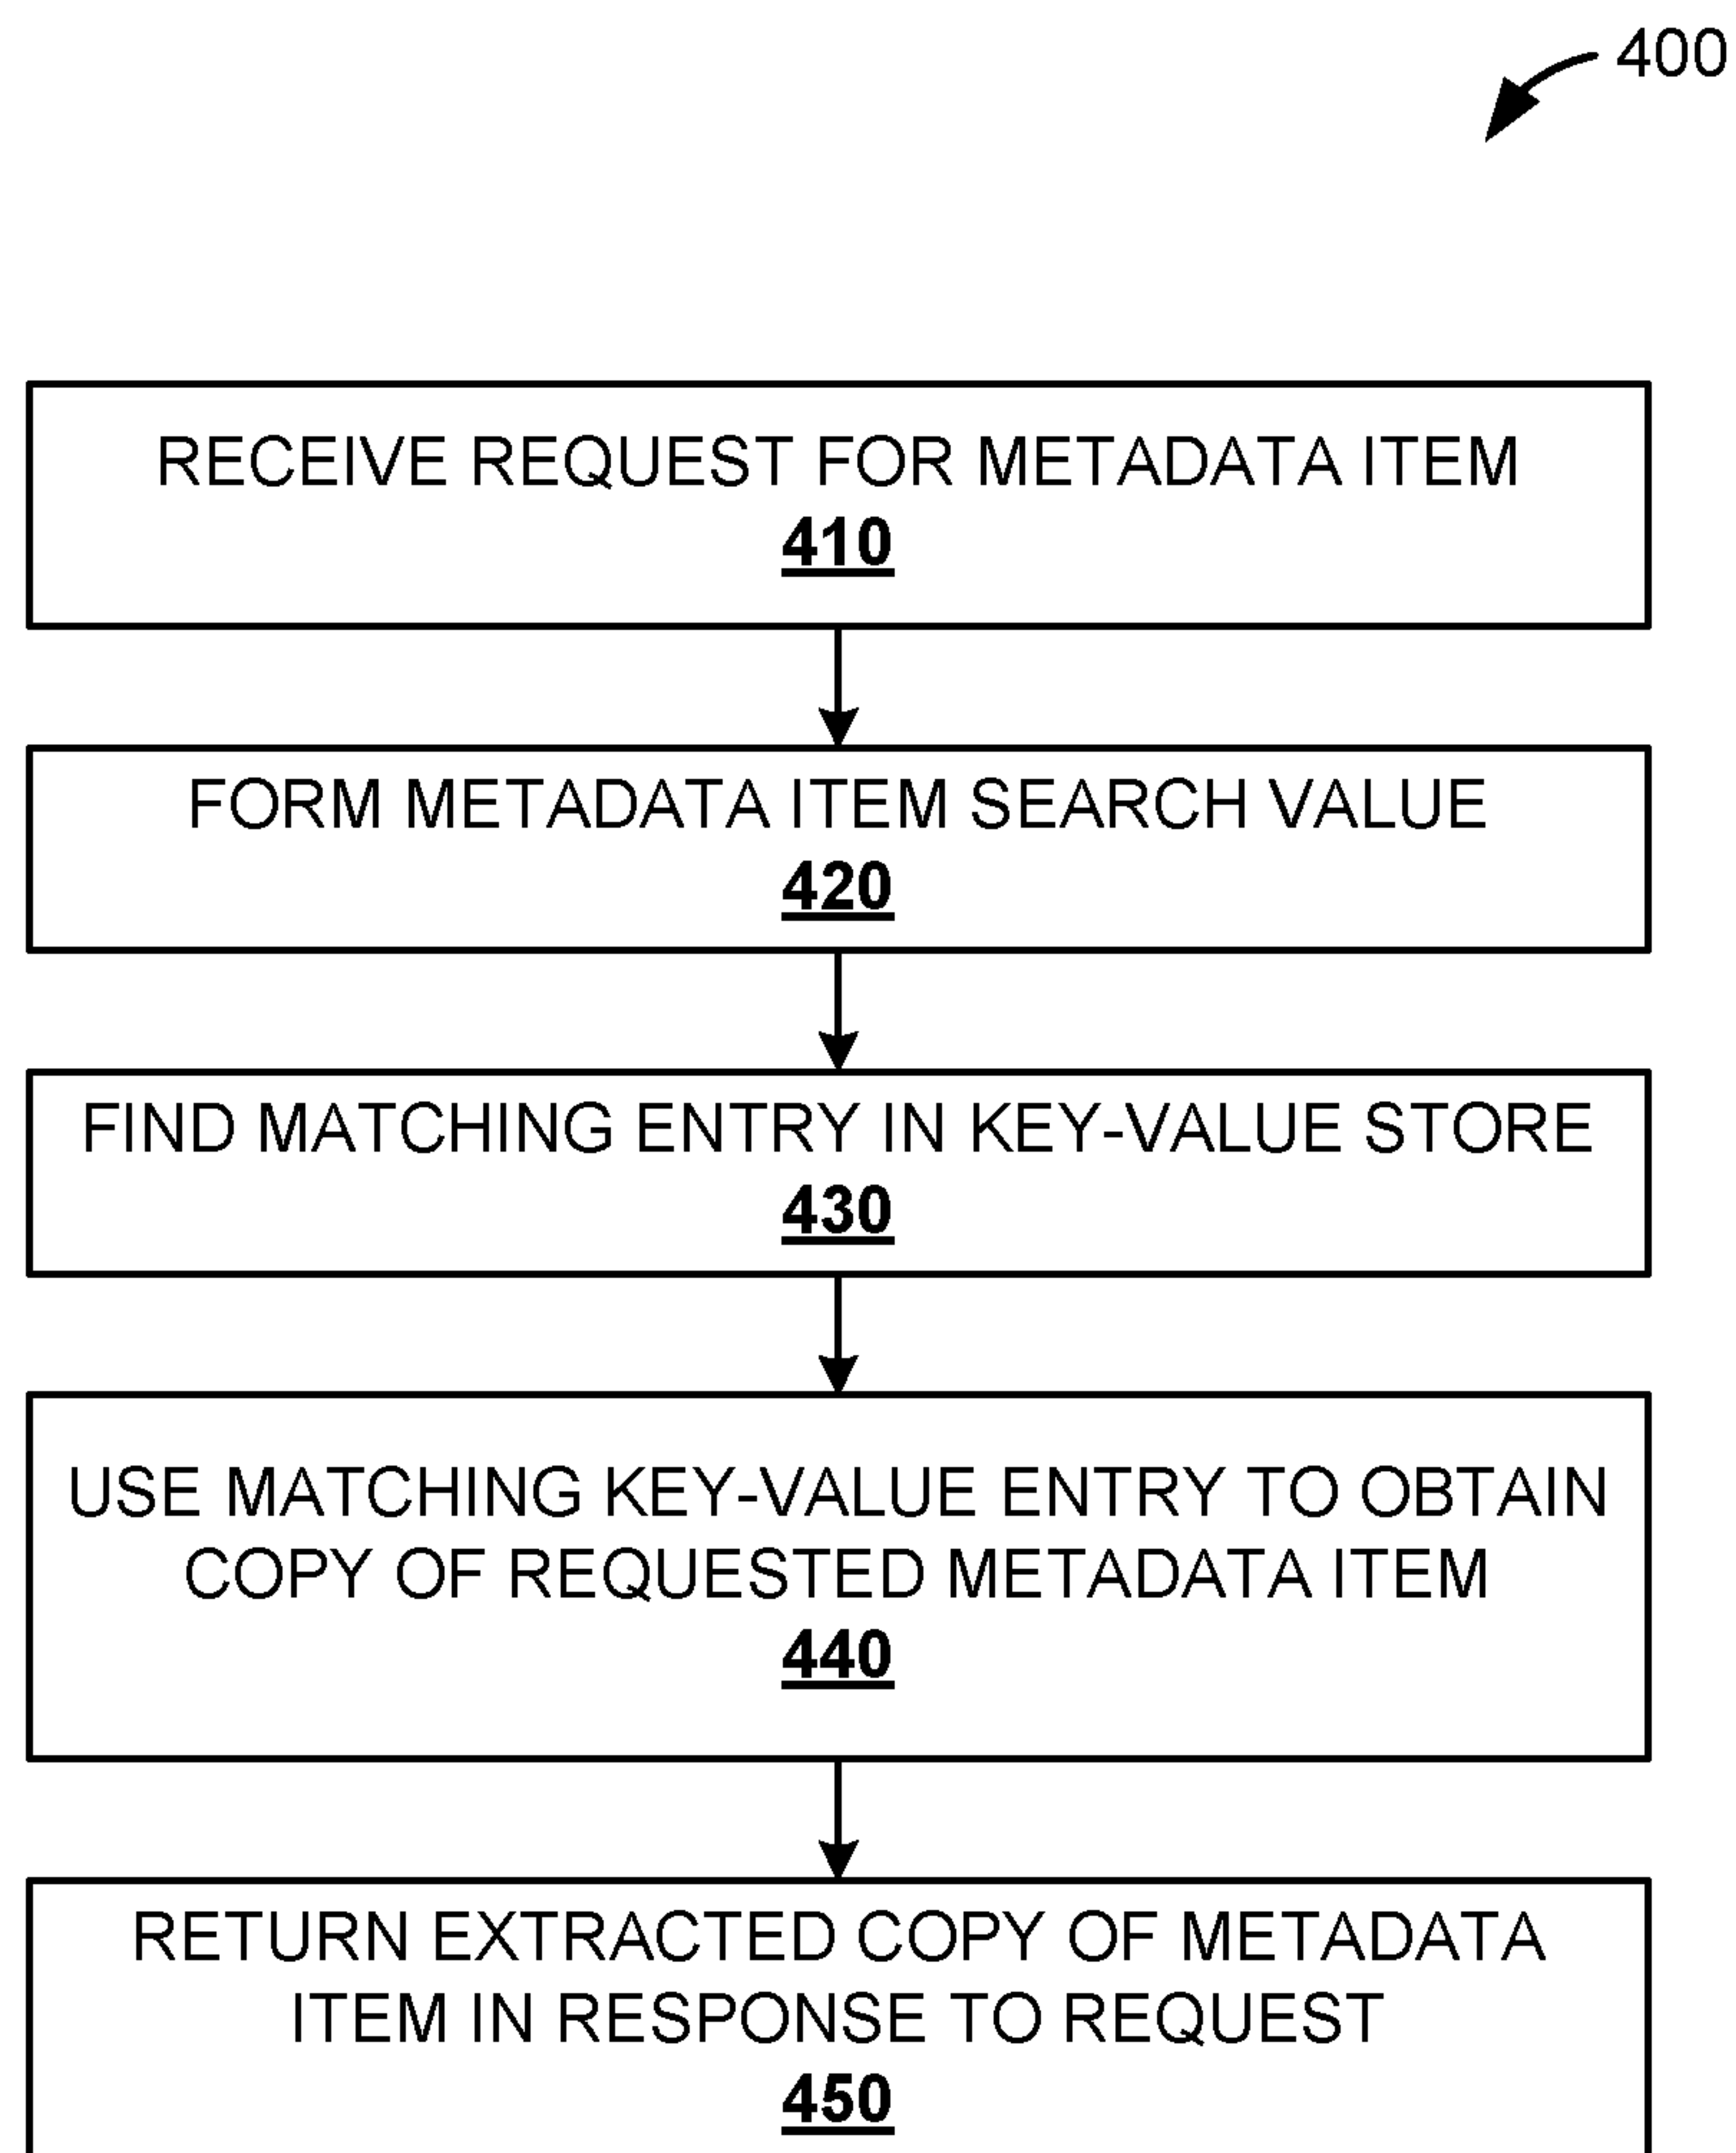 400
RECEIVE REQUEST FOR METADATA ITEM
410
FORM METADATA ITEM SEARCH VALUE
420
FIND MATCHING ENTRY IN KEY-VALUE STORE
430
USE MATCHING KEY-VALUE ENTRY TO OBTAIN
COPY OF REQUESTED METADATA ITEM
440
RETURN EXTRACTED COPY OF METADATA
ITEM IN RESPONSE TO REQUEST
450